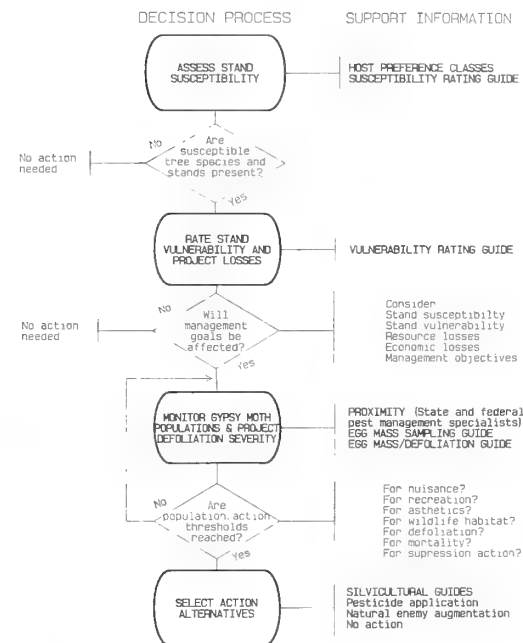 DECISION PROCESS
SUPPORT INFORMATION
ASSESS STAND
SUSCEPTIBILITY
HOST PREFERENCE CLASSES
SUSCEPTIBILITY RATING GUIDE
No
Are
susceptible
tree species and
stands present?
No action
needed
Yes
RATE STAND
VULNERABILITY AND
PROJECT LOSSES
VULNERABILITY RATING GUIDE
No
Will
management
goals be
affected?
No action
needed
Yes
Consider
Stand susceptibilty
Stand vulnerability
Resource losses
Economic losses
Management objectives
MONITOR GYPSY MOTH
POPULATIONS & PROJECT
DEFOLIATION SEVERITY
PROXIMITY (State and federal
pest management specialists)
EGG MASS SAMPLING GUIDE
EGG MASS/DEFOLIATION GUIDE
No
Are
population, action
thresholds
reached?
Yes
For nuisance?
For recreation?
For asthetics?
For wildlife habitat?
For defoliation?
For mortality?
For supression action?
SELECT ACTION
ALTERNATIVES
SILVICULTURAL GUIDES
Pesticide application
Natural enemy augmentation
No action